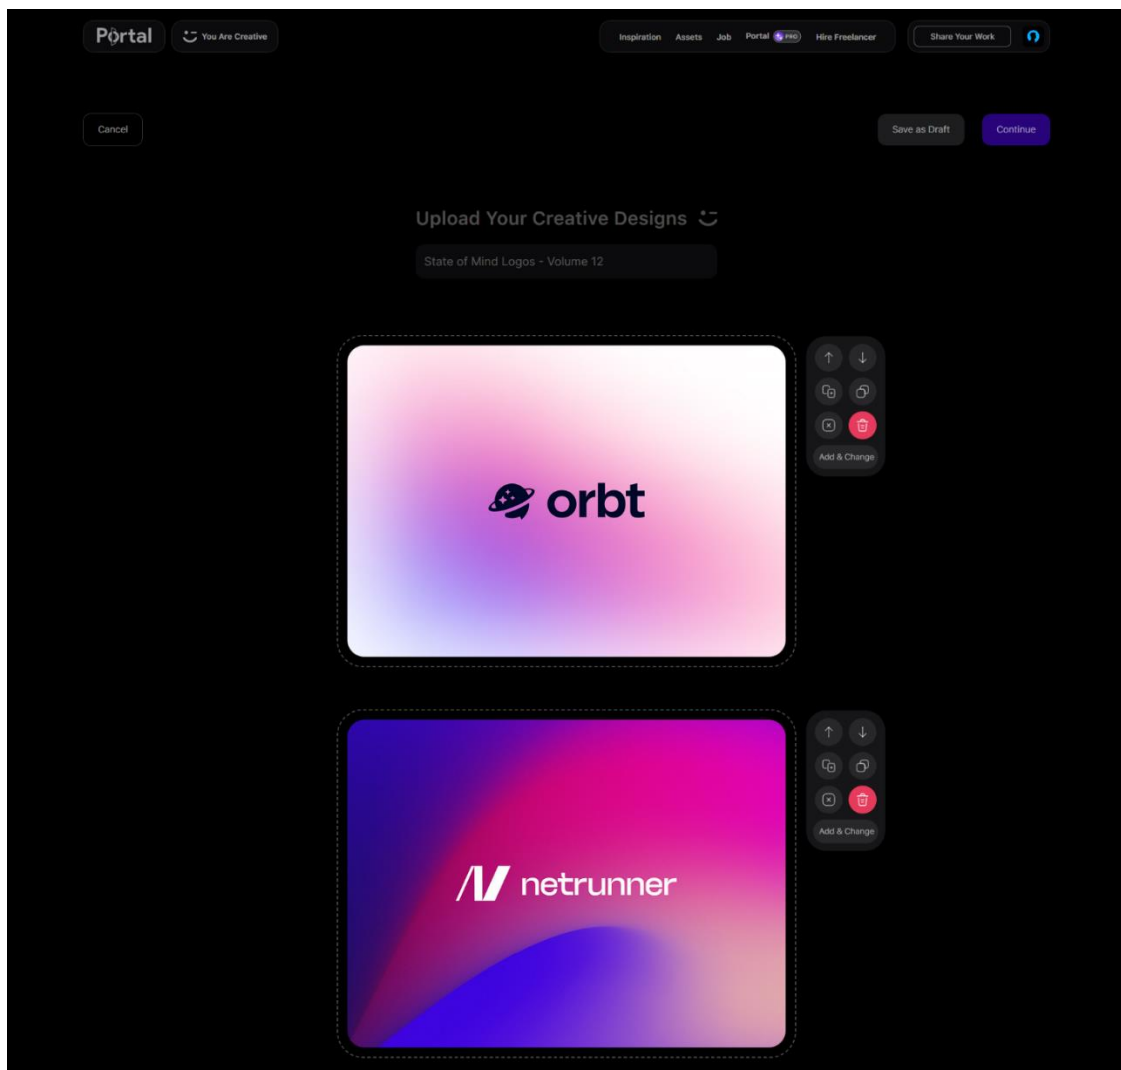 Portal
You Are Creative
Inspiration Assets Job Portal PRO Hire Freelancer
Share Your Work
Cancel
Save as Draft
Continue
Upload Your Creative Designs
State of Mind Logos - Volume 12
Add & Change
orbt
Add & Change
netrunner